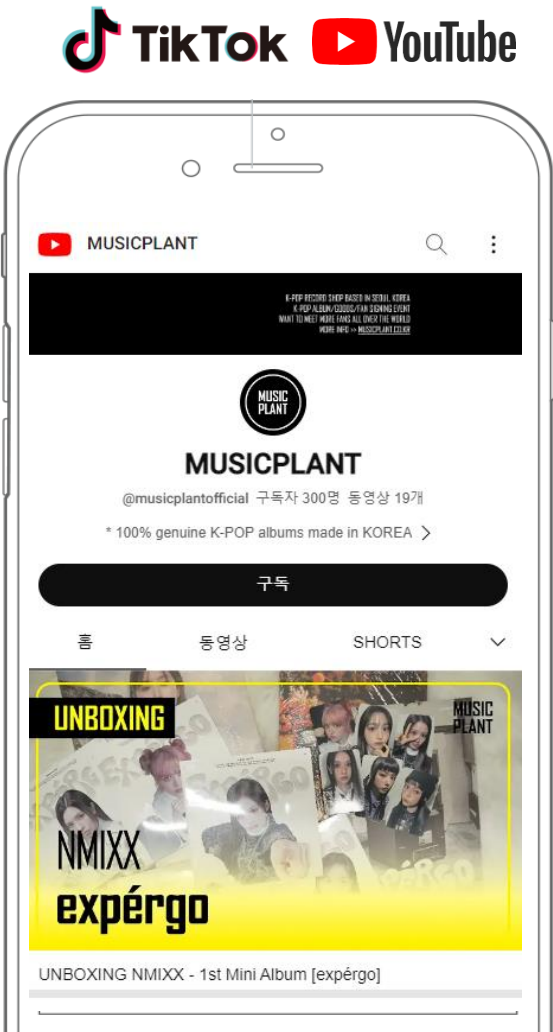 TikTok YouTube
MUSICPLANT
K-POP RECORD SHOP BASED IN SEOUL, KOREA
K-POP ALBUM/GOODS/FAN SIGNING EVENT
WANT TO MEET MORE FANS ALL OVER THE WORLD
MORE INFO >> MUSICPLANT.CO.KR
MUSIC
PLANT
MUSICPLANT
@musicplantofficial 구독자 300명 동영상 19개
* 100% genuine K-POP albums made in KOREA
구독
홈 동영상 SHORTS
UNBOXING
MUSIC
PLANT
NMIXX
expérgo
UNBOXING NMIXX - 1st Mini Album [expérgo]